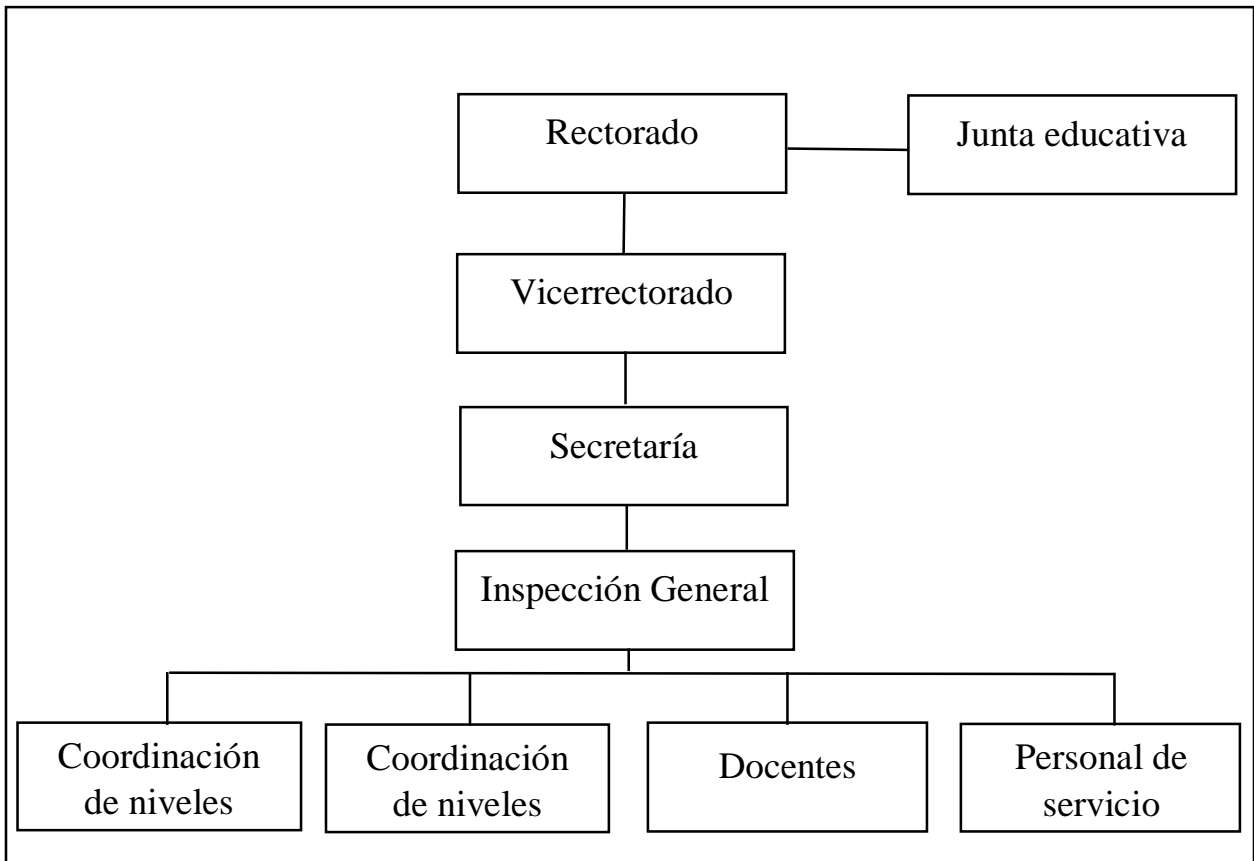 Rectorado
Junta educativa
Vicerrectorado
Secretaría
Inspección General
Coordinación
de niveles
Coordinación
de niveles
Docentes
Personal de
servicio